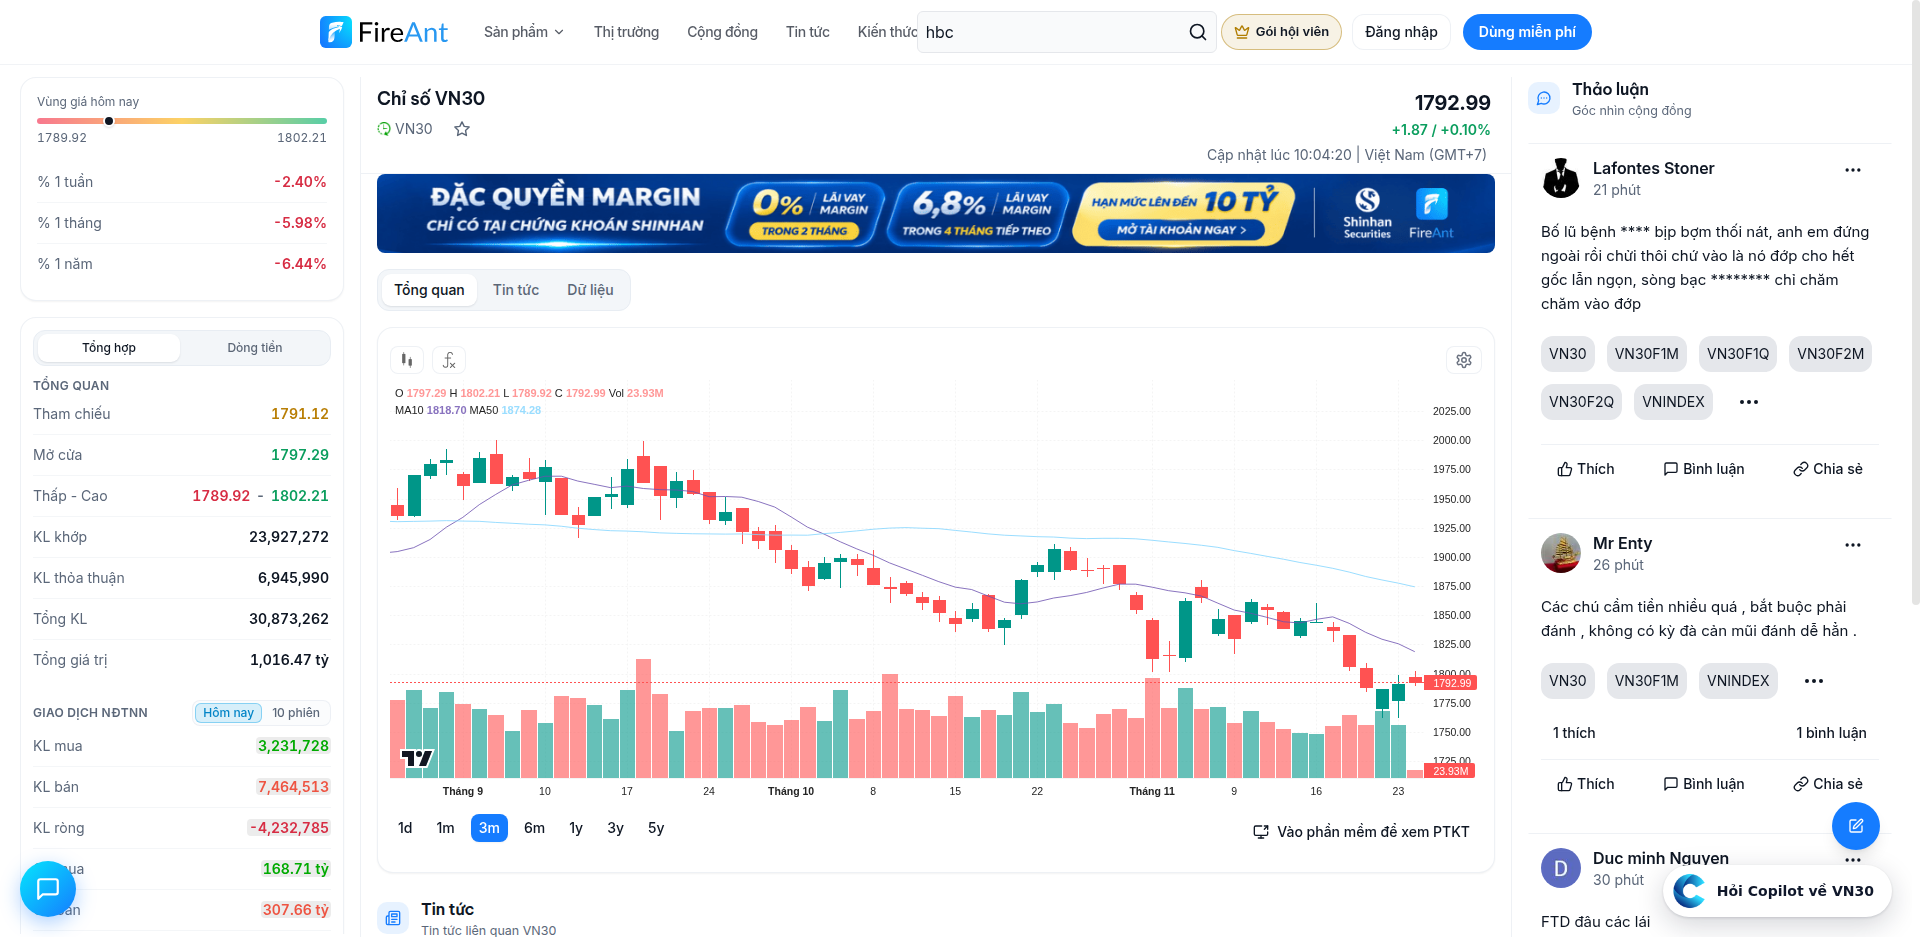 FireAnt
Sản phẩm
Thị trường
Cộng đồng
Tin tức
Kiến thức
hbc
Gói hội viên
Đăng nhập
Dùng miễn phí
Vùng giá hôm nay
1789.92 1802.21
% 1 tuần -2.40%
% 1 tháng -5.98%
% 1 năm -6.44%
Tổng hợp Dòng tiền
TỔNG QUAN
Tham chiếu 1791.12
Mở cửa 1797.29
Thấp - Cao 1789.92 - 1802.21
KL khớp 23,927,272
KL thỏa thuận 6,945,990
Tổng KL 30,873,262
Tổng giá trị 1,016.47 tỷ
GIAO DỊCH NĐTNN Hôm nay 10 phiên
KL mua 3,231,728
KL bán 7,464,513
KL ròng -4,232,785
168.71 tỷ
307.66 tỷ
Chỉ số VN30
VN30
1792.99
+1.87 / +0.10%
Cập nhật lúc 10:04:20 | Việt Nam (GMT+7)
ĐẶC QUYỀN MARGIN
CHỈ CÓ TẠI CHỨNG KHOÁN SHINHAN
0% LÃI VAY MARGIN
TRONG 2 THÁNG
6,8% LÃI VAY MARGIN
TRONG 4 THÁNG TIẾP THEO
HẠN MỨC LÊN ĐẾN 10 TỶ
MỞ TÀI KHOẢN NGAY >
Shinhan Securities
FireAnt
Tổng quan Tin tức Dữ liệu
O 1797.29 H 1802.21 L 1789.92 C 1792.99 Vol 23.93M
MA10 1818.70 MA50 1874.28
2025.00
2000.00
1975.00
1950.00
1925.00
1900.00
1875.00
1850.00
1825.00
1800.00
1792.99
1775.00
1750.00
1725.00
23.93M
Tháng 9 10 17 24 Tháng 10 8 15 22 Tháng 11 9 16 23
1d 1m 3m 6m 1y 3y 5y
Vào phần mềm để xem PTKT
Tin tức
Tin tức liên quan VN30
Thảo luận
Góc nhìn cộng đồng
Lafontes Stoner
21 phút
Bố lũ bệnh **** bịp bợm thối nát, anh em đứng
ngoài rồi chửi thôi chứ vào là nó đớp cho hết
gốc lẫn ngọn, sòng bạc ******** chỉ chăm
chăm vào đớp
VN30 VN30F1M VN30F1Q VN30F2M
VN30F2Q VNINDEX
Thích Bình luận Chia sẻ
Mr Enty
26 phút
Các chú cầm tiền nhiều quá , bắt buộc phải
đánh , không có kỳ đà cản mũi đánh dễ hẳn .
VN30 VN30F1M VNINDEX
1 thích 1 bình luận
Thích Bình luận Chia sẻ
D
Duc minh Nguyen
30 phút
FTD đâu các lái
Hỏi Copilot về VN30